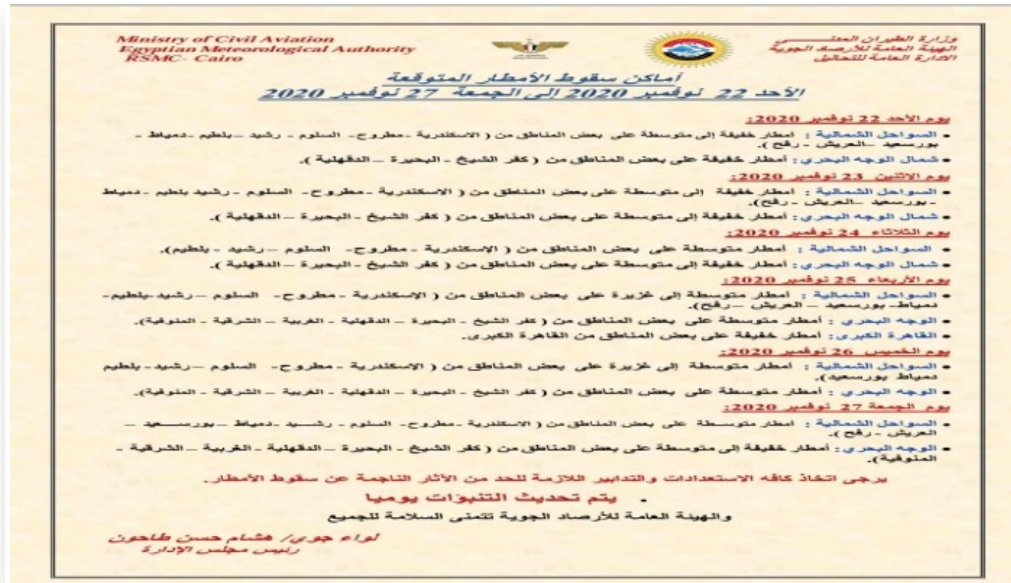 Ministry of Civil Aviation
Egyptian Meteorological Authority
RSMC- Cairo
وزارة الطيران المدنـــي
الهيئة العامة للأرصاد الجوية
الادارة العامة للتحاليل
أماكن سقوط الأمطار المتوقعة
الأحد 22 نوفمبر 2020 إلى الجمعة 27 نوفمبر 2020
يوم الأحد 22 نوفمبر 2020:
• السواحل الشمالية : أمطار خفيفة إلى متوسطة على بعض المناطق من ( الاسكندرية - مطروح- السلوم - رشيد – بلطيم -دمياط -
بورسعيد –العريش - رفح).
• شمال الوجه البحري: أمطار خفيفة على بعض المناطق من ( كفر الشيخ - البحيرة – الدقهلية ).
يوم الاثنين 23 نوفمبر 2020:
• السواحل الشمالية : أمطار خفيفة إلى متوسطة على بعض المناطق من ( الاسكندرية - مطروح- السلوم - رشيد بلطيم -دمياط
-بورسعيد –العريش - رفح).
• شمال الوجه البحري: أمطار خفيفة إلى متوسطة على بعض المناطق من ( كفر الشيخ - البحيرة – الدقهلية ).
يوم الثلاثاء 24 نوفمبر 2020:
• السواحل الشمالية : أمطار متوسطة على بعض المناطق من ( الاسكندرية - مطروح- السلوم – رشيد - بلطيم).
• شمال الوجه البحري: أمطار خفيفة إلى متوسطة على بعض المناطق من ( كفر الشيخ - البحيرة – الدقهلية ).
يوم الأربعاء 25 نوفمبر 2020:
• السواحل الشمالية : أمطار متوسطة إلى غزيرة على بعض المناطق من ( الاسكندرية - مطروح- السلوم – رشيد-بلطيم-
دمياط- بورسعيد – العريش – رفح).
• الوجه البحري : أمطار متوسطة على بعض المناطق من ( كفر الشيخ - البحيرة – الدقهلية - الغربية – الشرقية - المنوفية).
• القاهرة الكبرى: أمطار خفيفة على بعض المناطق من القاهرة الكبرى.
يوم الخميس 26 نوفمبر 2020:
• السواحل الشمالية : أمطار متوسطة إلى غزيرة على بعض المناطق من ( الاسكندرية - مطروح- السلوم – رشيد- بلطيم
دمياط- بورسعيد).
• الوجه البحري: أمطار متوسطة على بعض المناطق من ( كفر الشيخ - البحيرة – الدقهلية - الغربية – الشرقية - المنوفية).
يوم الجمعة 27 نوفمبر 2020:
• السواحل الشمالية : أمطار متوسطة على بعض المناطق من ( الاسكندرية -مطروح- السلوم - رشــيد -دمياط – بورســـعيد –
العريش - رفح).
• الوجه البحري: أمطار خفيفة إلى متوسطة على بعض المناطق من ( كفر الشيخ - البحيرة – الدقهلية - الغربية – الشرقية -
المنوفية).
يرجى اتخاذ كافه الاستعدادات والتدابير اللازمة للحد من الأثار الناجمة عن سقوط الأمطار.
• يتم تحديث التنبؤات يوميا
والهيئة العامة للأرصاد الجوية تتمنى السلامة للجميع
لواء جوي/ هشام حسن طاحون
رئيس مجلس الإدارة